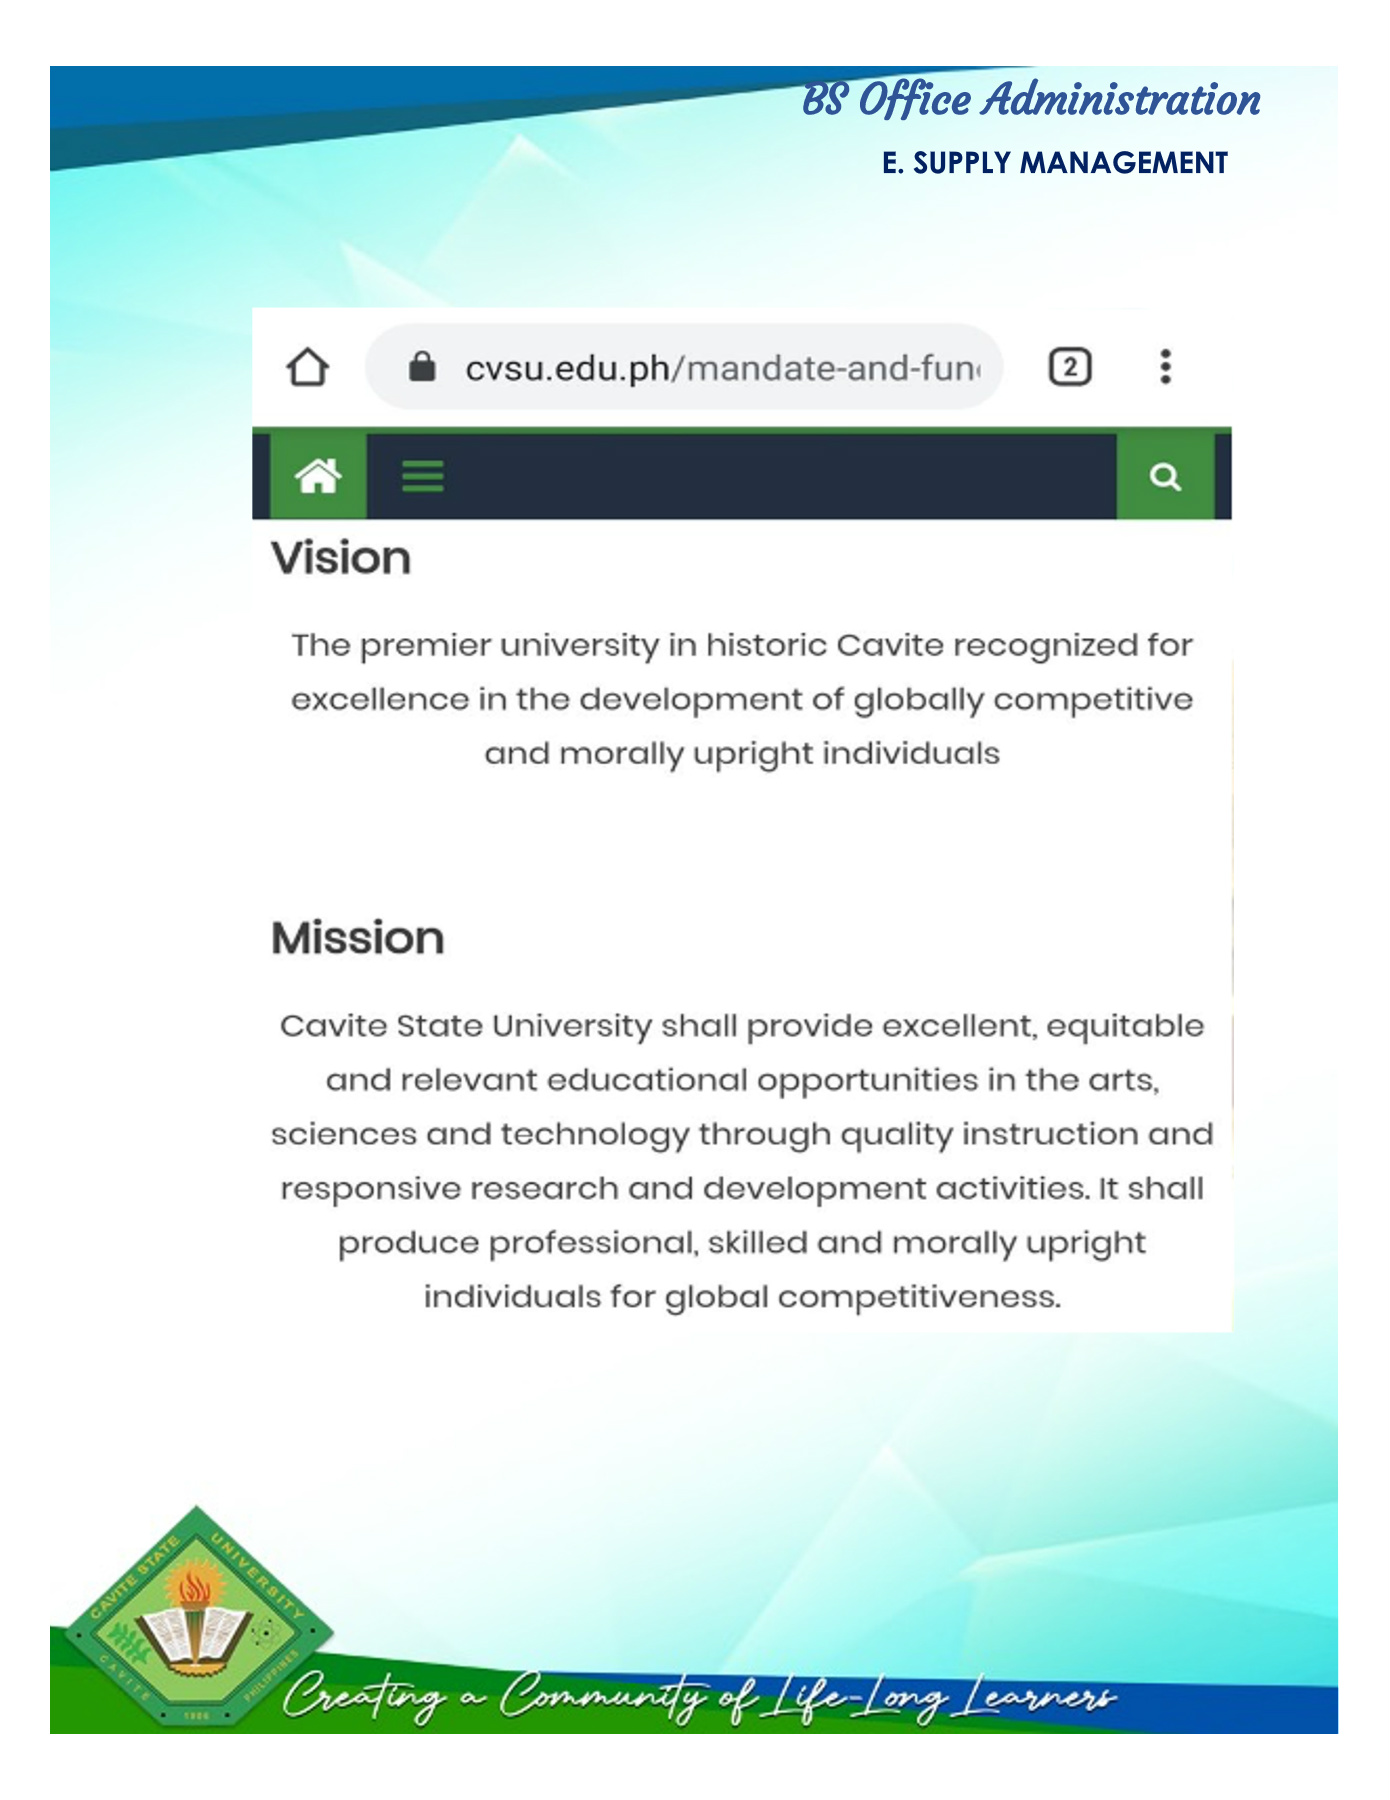 BS Office Administration
E. SUPPLY MANAGEMENT
cvsu.edu.ph/mandate-and-fun
2
Vision
The premier university in historic Cavite recognized for
excellence in the development of globally competitive
and morally upright individuals
Mission
Cavite State University shall provide excellent, equitable
and relevant educational opportunities in the arts,
sciences and technology through quality instruction and
responsive research and development activities. It shall
produce professional, skilled and morally upright
individuals for global competitiveness.
CAVITE STATE UNIVERSITY
CAVITE
PHILIPPINES
1906
Creating a Community of Life-Long Learners